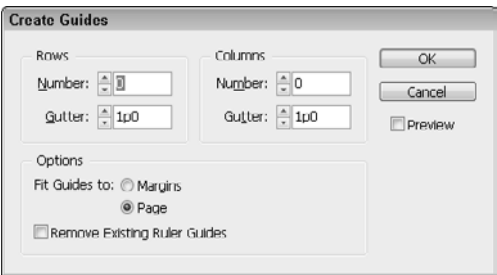 Create Guides
Rows
Number: 0
Gutter: 1p0
Columns
Number: 0
Gutter: 1p0
OK
Cancel
Preview
Options
Fit Guides to: Margins
Page
Remove Existing Ruler Guides